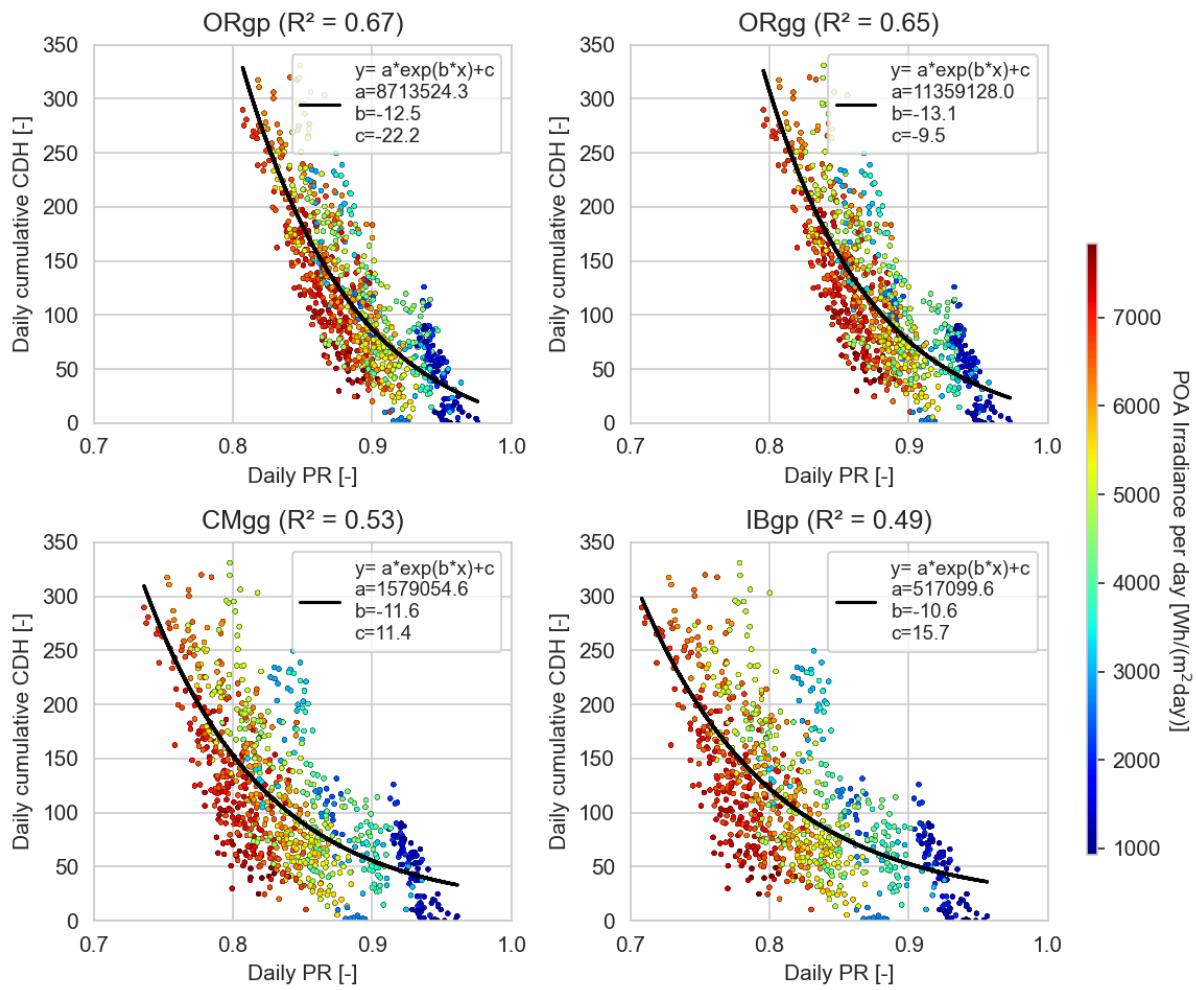 ORgp (R² = 0.67)
350
300
250
200
150
100
50
0
Daily cumulative CDH [-]
y= a*exp(b*x)+c
a=8713524.3
b=-12.5
c=-22.2
0.7
0.8
0.9
1.0
Daily PR [-]
ORgg (R² = 0.65)
350
300
250
200
150
100
50
0
Daily cumulative CDH [-]
y= a*exp(b*x)+c
a=11359128.0
b=-13.1
c=-9.5
0.7
0.8
0.9
1.0
Daily PR [-]
CMgg (R² = 0.53)
350
300
250
200
150
100
50
0
Daily cumulative CDH [-]
y= a*exp(b*x)+c
a=1579054.6
b=-11.6
c=11.4
0.7
0.8
0.9
1.0
Daily PR [-]
IBgp (R² = 0.49)
350
300
250
200
150
100
50
0
Daily cumulative CDH [-]
y= a*exp(b*x)+c
a=517099.6
b=-10.6
c=15.7
0.7
0.8
0.9
1.0
Daily PR [-]
7000
6000
5000
4000
3000
2000
1000
POA Irradiance per day [Wh/(m²day)]